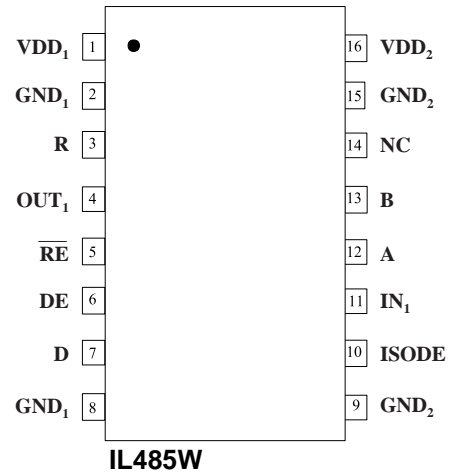 VDD₁ 1 16 VDD₂
GND₁ 2 15 GND₂
R 3 14 NC
OUT₁ 4 13 B
R̅E̅ 5 12 A
DE 6 11 IN₁
D 7 10 ISODE
GND₁ 8 9 GND₂
IL485W